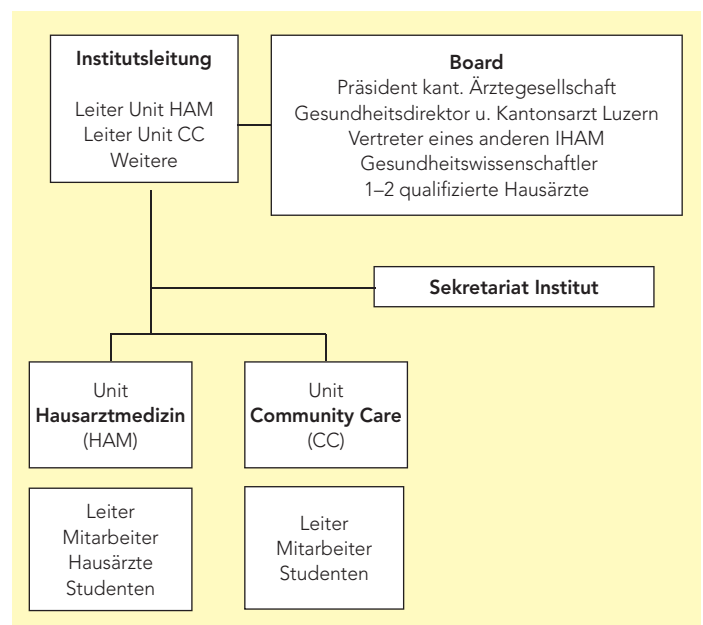 Institutsleitung
Leiter Unit HAM
Leiter Unit CC
Weitere
Board
Präsident kant. Ärztegesellschaft
Gesundheitsdirektor u. Kantonsarzt Luzern
Vertreter eines anderen IHAM
Gesundheitswissenschaftler
1–2 qualifizierte Hausärzte
Sekretariat Institut
Unit
Hausarztmedizin
(HAM)
Unit
Community Care
(CC)
Leiter
Mitarbeiter
Hausärzte
Studenten
Leiter
Mitarbeiter
Studenten